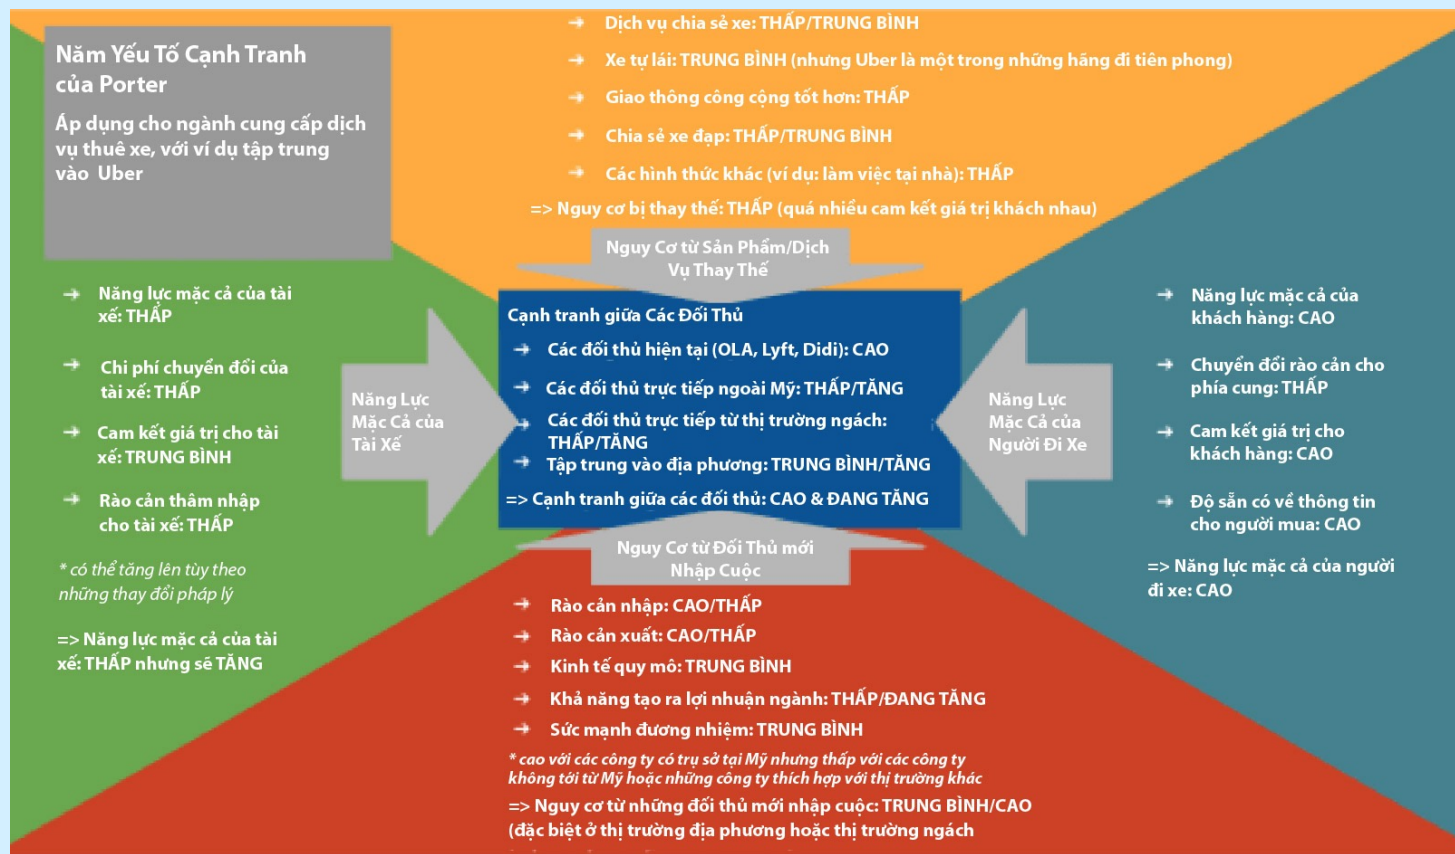 Năm Yếu Tố Cạnh Tranh
của Porter
Áp dụng cho ngành cung cấp dịch
vụ thuê xe, với ví dụ tập trung
vào Uber
Dịch vụ chia sẻ xe: THẤP/TRUNG BÌNH
Xe tự lái: TRUNG BÌNH (nhưng Uber là một trong những hãng đi tiên phong)
Giao thông công cộng tốt hơn: THẤP
Chia sẻ xe đạp: THẤP/TRUNG BÌNH
Các hình thức khác (ví dụ: làm việc tại nhà): THẤP
=> Nguy cơ bị thay thế: THẤP (quá nhiều cam kết giá trị khác nhau)
Nguy Cơ từ Sản Phẩm/Dịch
Vụ Thay Thế
Năng lực mặc cả của tài
xế: THẤP
Chi phí chuyển đổi của
tài xế: THẤP
Cam kết giá trị cho tài
xế: TRUNG BÌNH
Rào cản thâm nhập
cho tài xế: THẤP
* có thể tăng lên tùy theo
những thay đổi pháp lý
=> Năng lực mặc cả của tài
xế: THẤP nhưng sẽ TĂNG
Năng Lực
Mặc Cả của
Tài Xế
Cạnh tranh giữa Các Đối Thủ
Các đối thủ hiện tại (OLA, Lyft, Didi): CAO
Các đối thủ trực tiếp ngoài Mỹ: THẤP/TĂNG
Các đối thủ trực tiếp từ thị trường ngách:
THẤP/TĂNG
Tập trung vào địa phương: TRUNG BÌNH/TĂNG
=> Cạnh tranh giữa các đối thủ: CAO & ĐANG TĂNG
Năng Lực
Mặc Cả của
Người Đi Xe
Năng lực mặc cả của
khách hàng: CAO
Chuyển đổi rào cản cho
phía cung: THẤP
Cam kết giá trị cho
khách hàng: CAO
Độ sẵn có về thông tin
cho người mua: CAO
=> Năng lực mặc cả của người
đi xe: CAO
Nguy Cơ từ Đối Thủ mới
Nhập Cuộc
Rào cản nhập: CAO/THẤP
Rào cản xuất: CAO/THẤP
Kinh tế quy mô: TRUNG BÌNH
Khả năng tạo ra lợi nhuận ngành: THẤP/ĐANG TĂNG
Sức mạnh đương nhiệm: TRUNG BÌNH
* cao với các công ty có trụ sở tại Mỹ nhưng thấp với các công ty
không tới từ Mỹ hoặc những công ty thích hợp với thị trường khác
=> Nguy cơ từ những đối thủ mới nhập cuộc: TRUNG BÌNH/CAO
(đặc biệt ở thị trường địa phương hoặc thị trường ngách